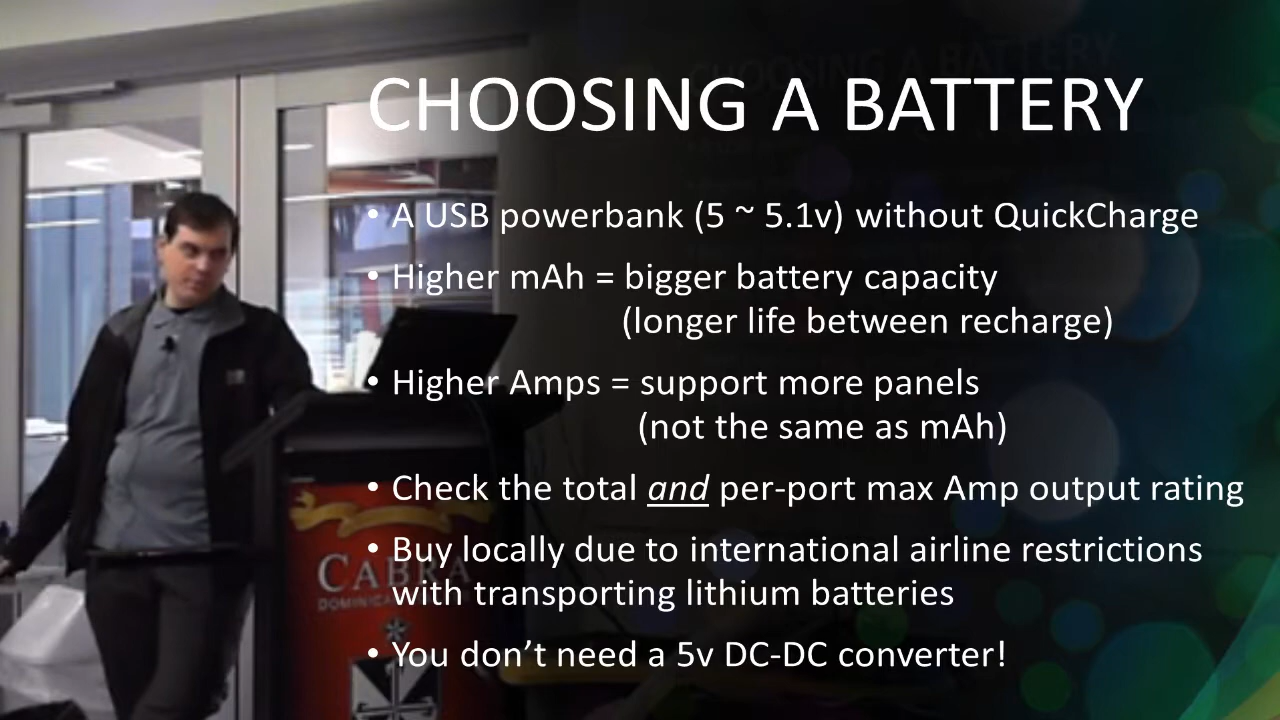 CHOOSING A BATTERY
• A USB powerbank (5 ~ 5.1v) without QuickCharge
• Higher mAh = bigger battery capacity
(longer life between recharge)
• Higher Amps = support more panels
(not the same as mAh)
• Check the total and per-port max Amp output rating
• Buy locally due to international airline restrictions
with transporting lithium batteries
• You don’t need a 5v DC-DC converter!
CABRA
DOMINICA